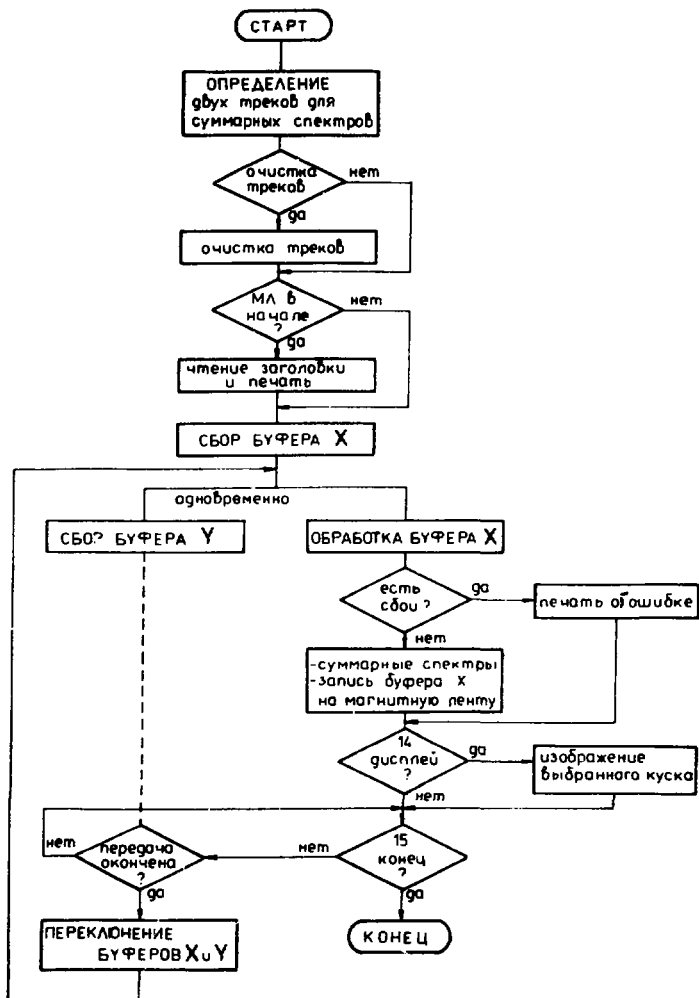 СТАРТ
ОПРЕДЕЛЕНИЕ
двух треков для
суммарных спектров
очистка
треков
нет
да
очистка треков
МЛ в
начале
?
нет
да
чтение заголовки
и печать
СБОР БУФЕРА X
одновременно
СБОР БУФЕРА Y
ОБРАБОТКА БУФЕРА X
есть
сбои ?
да
печать об ошибке
нет
-суммарные спектры
-запись буфера X
на магнитную ленту
14
дисплей
?
да
изображение
выбранного куска
нет
нет
передача
окончена
?
нет
15
конец
?
да
да
ПЕРЕКЛЮНЕНИЕ
БУФЕРОВ X и Y
КОНЕЦ